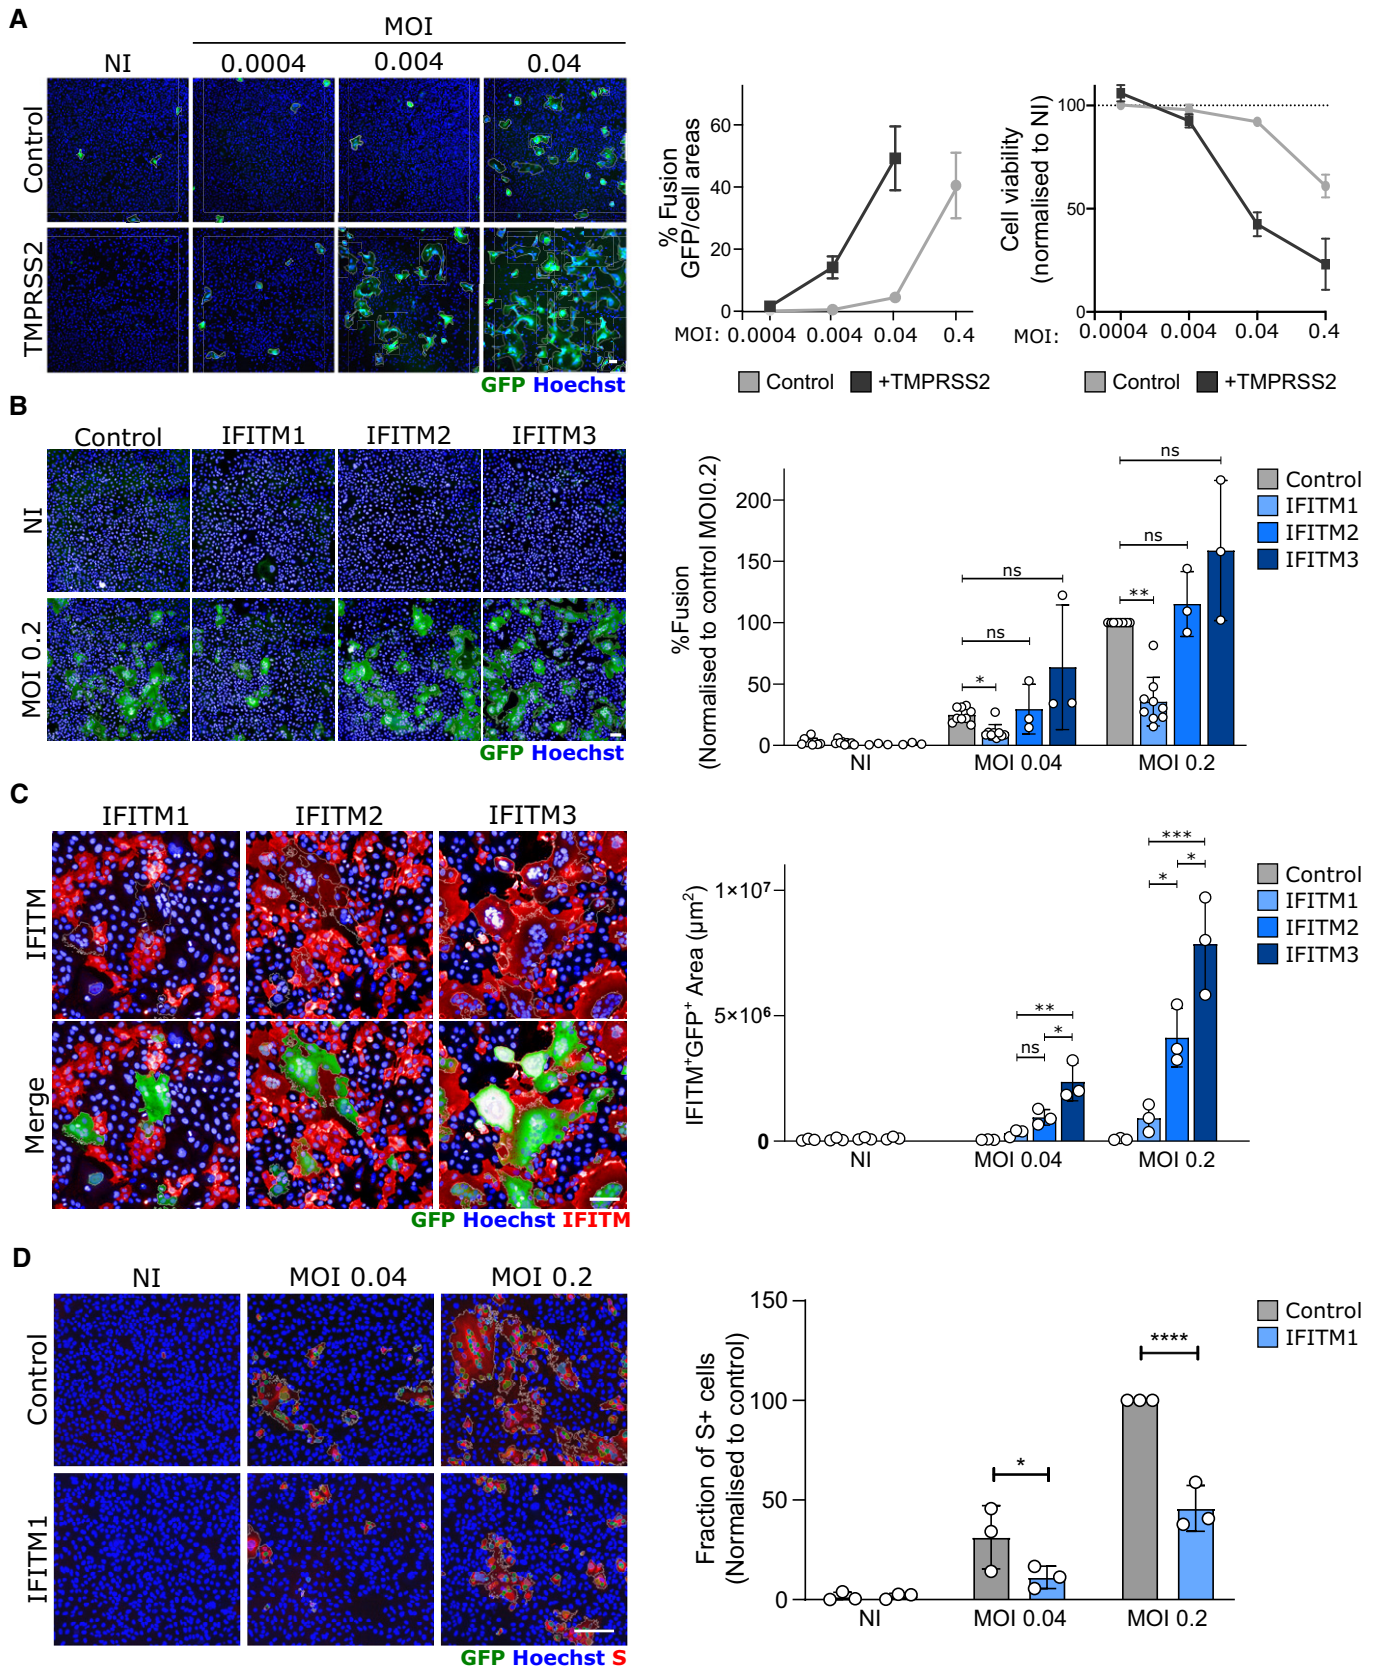 A
MOI
NI 0.0004 0.004 0.04
Control
TMPRSS2
GFP Hoechst
% Fusion
GFP/cell areas
60
40
20
0
MOI: 0.0004 0.004 0.04 0.4
Control +TMPRSS2
Cell viability
(normalised to NI)
100
50
0
MOI: 0.0004 0.004 0.04 0.4
Control +TMPRSS2
B
Control IFITM1 IFITM2 IFITM3
NI
MOI 0.2
GFP Hoechst
%Fusion
(Normalised to control MOI0.2)
200
150
100
50
0
* ns ns
** ns ns
NI MOI 0.04 MOI 0.2
Control
IFITM1
IFITM2
IFITM3
C
IFITM1 IFITM2 IFITM3
IFITM
Merge
GFP Hoechst IFITM
IFITM⁺GFP⁺ Area (µm²)
1×10⁷
5×10⁶
0
** * ns
*** * *
NI MOI 0.04 MOI 0.2
Control
IFITM1
IFITM2
IFITM3
D
NI MOI 0.04 MOI 0.2
Control
IFITM1
GFP Hoechst S
Fraction of S+ cells
(Normalised to control)
150
100
50
0
* ****
NI MOI 0.04 MOI 0.2
Control
IFITM1